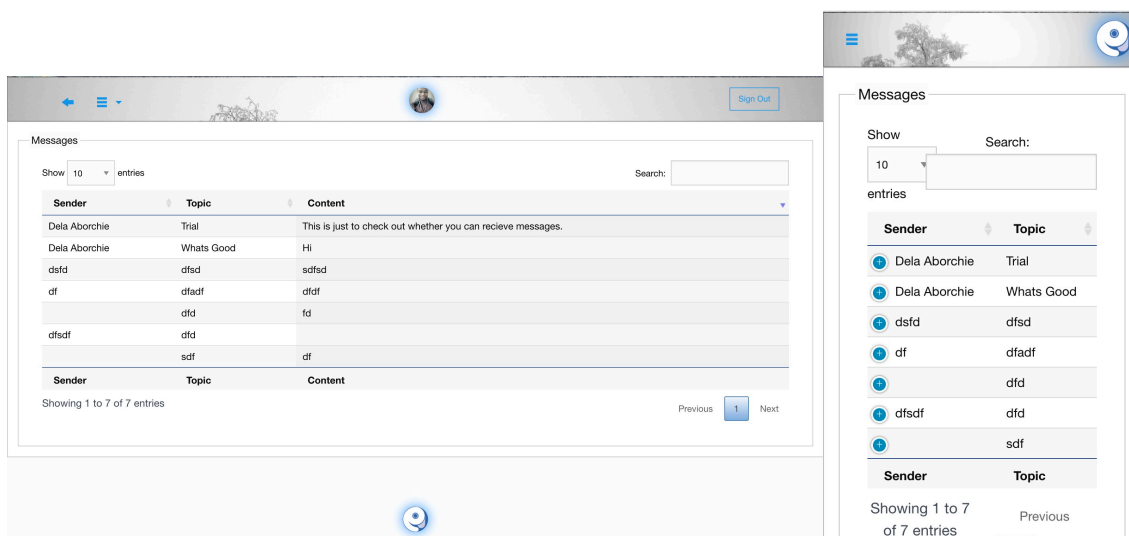 Sign Out
Messages
Show 10 entries
Search:
Sender Topic Content
Dela Aborchie Trial This is just to check out whether you can recieve messages.
Dela Aborchie Whats Good Hi
dsfd dfsd sdfsd
df dfadf dfdf
dfd fd
dfsdf dfd
sdf df
Sender Topic Content
Showing 1 to 7 of 7 entries
Previous 1 Next
Messages
Show
Search:
10
entries
Sender Topic
Dela Aborchie Trial
Dela Aborchie Whats Good
dsfd dfsd
df dfadf
dfd
dfsdf dfd
sdf
Sender Topic
Showing 1 to 7
of 7 entries
Previous